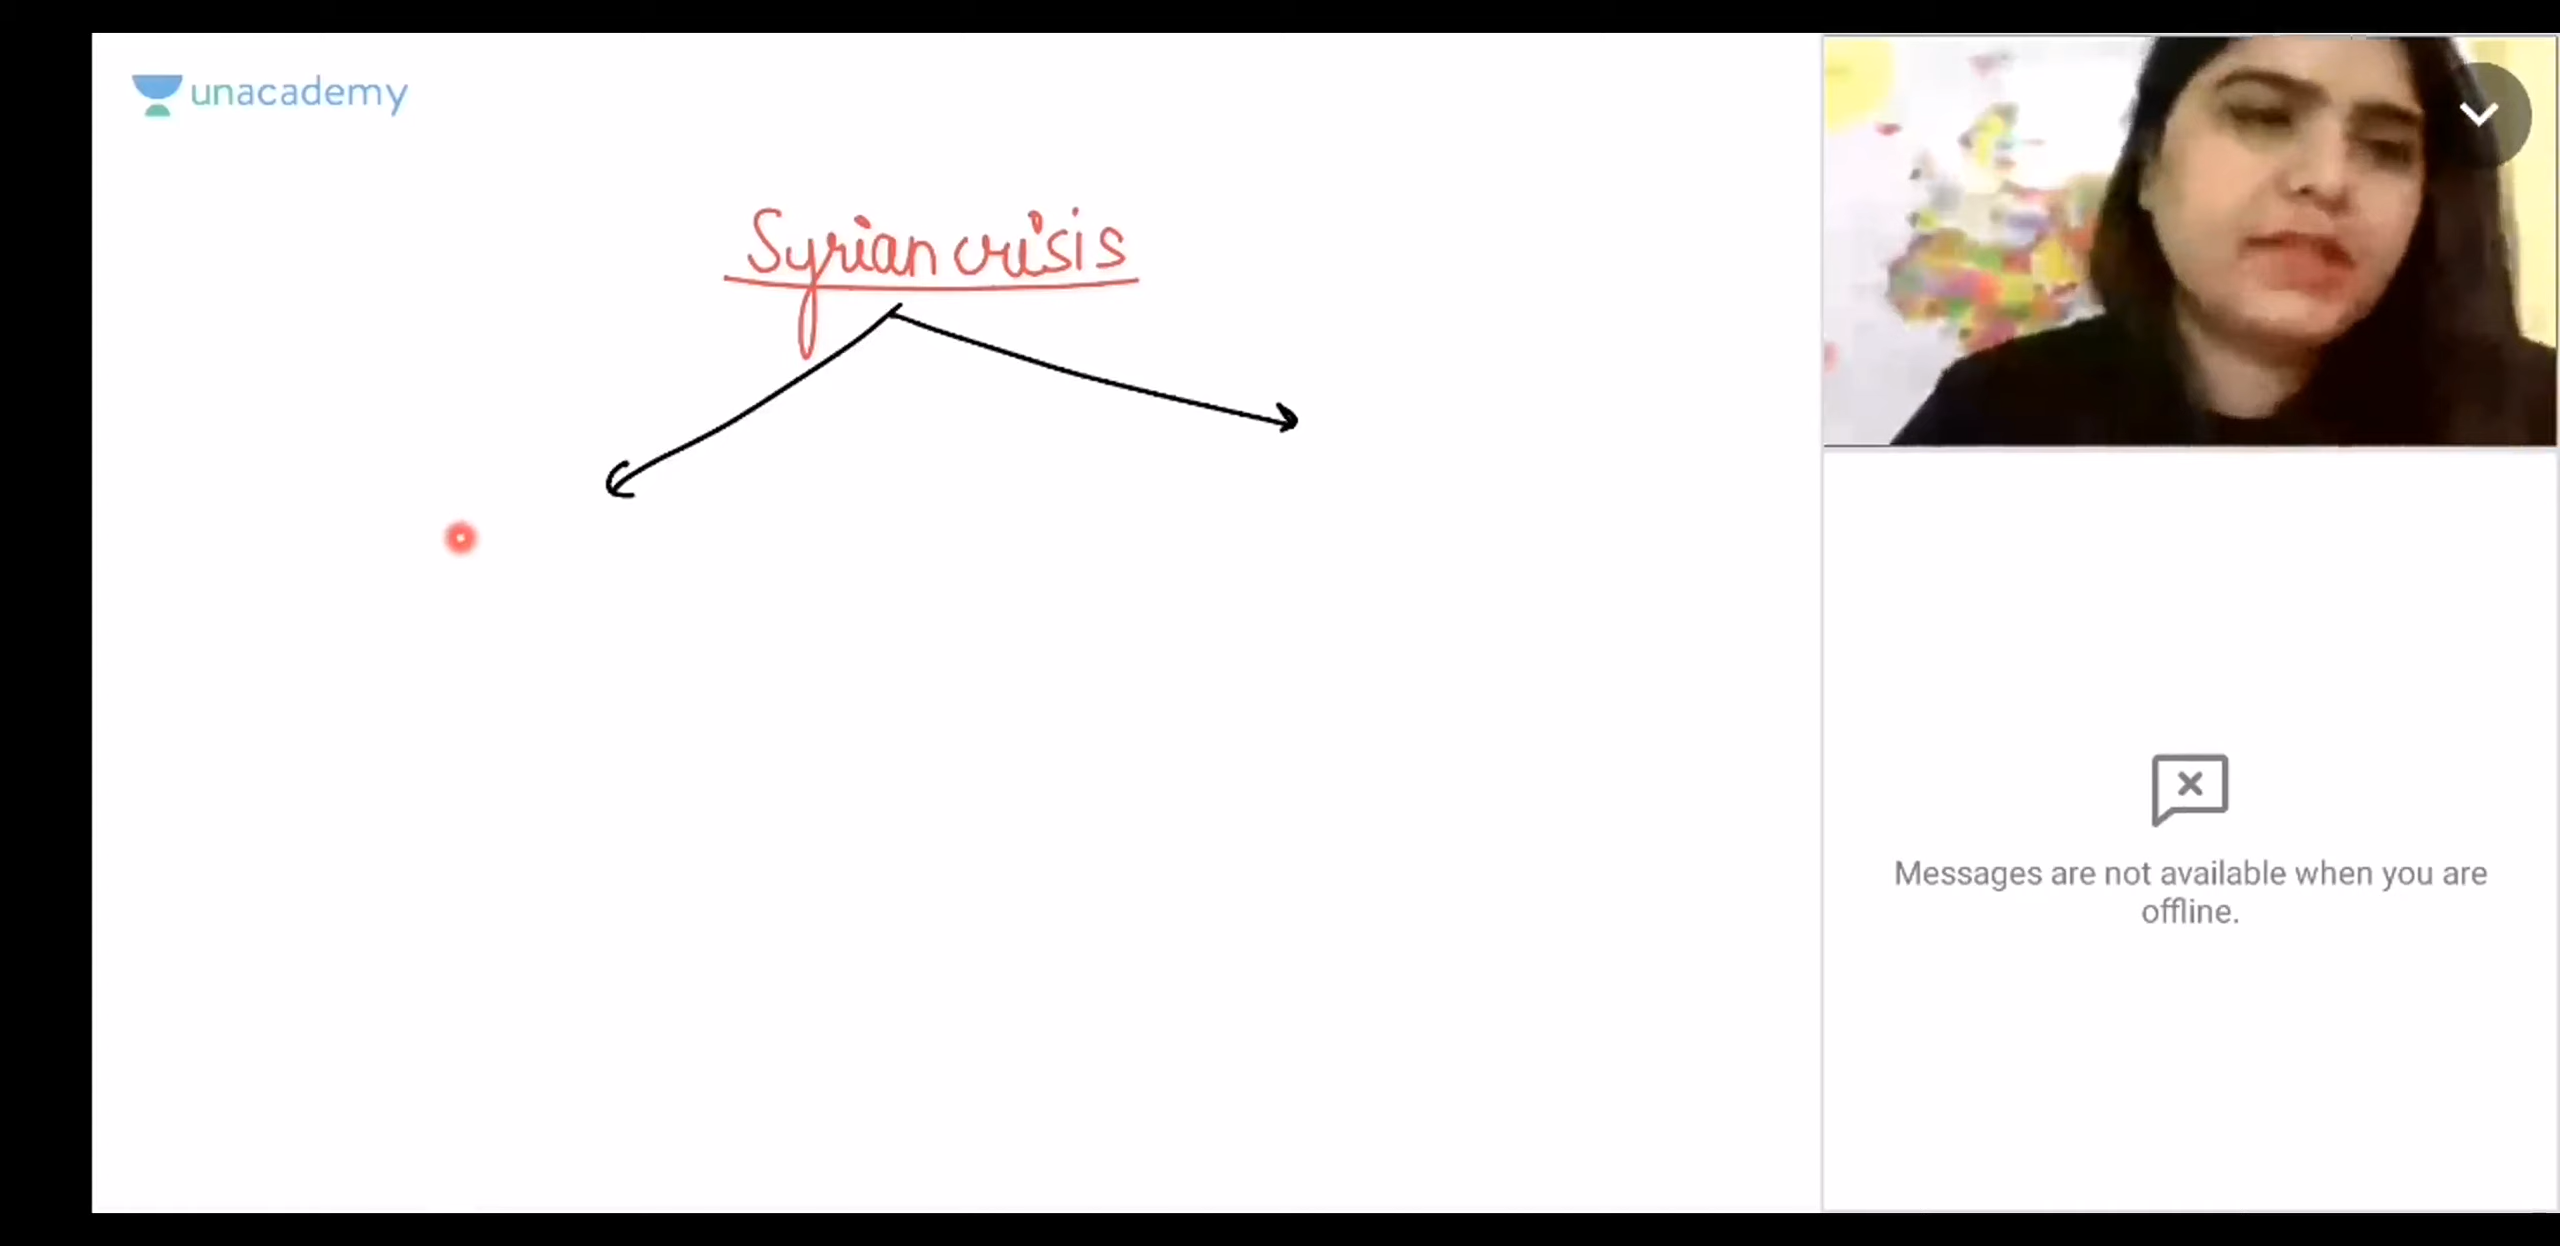 unacademy
Syrian crisis
Messages are not available when you are
offline.